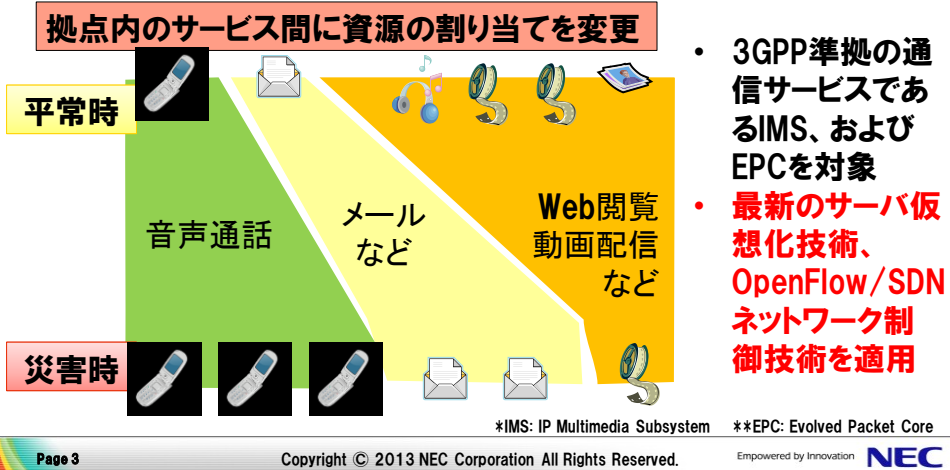 拠点内のサービス間に資源の割り当てを変更
平常時
音声通話
メール
など
Web閲覧
動画配信
など
災害時
• 3GPP準拠の通
信サービスであ
るIMS、および
EPCを対象
• 最新のサーバ仮
想化技術、
OpenFlow/SDN
ネットワーク制
御技術を適用
*IMS: IP Multimedia Subsystem **EPC: Evolved Packet Core
Page 3
Copyright © 2013 NEC Corporation All Rights Reserved.
Empowered by Innovation NEC